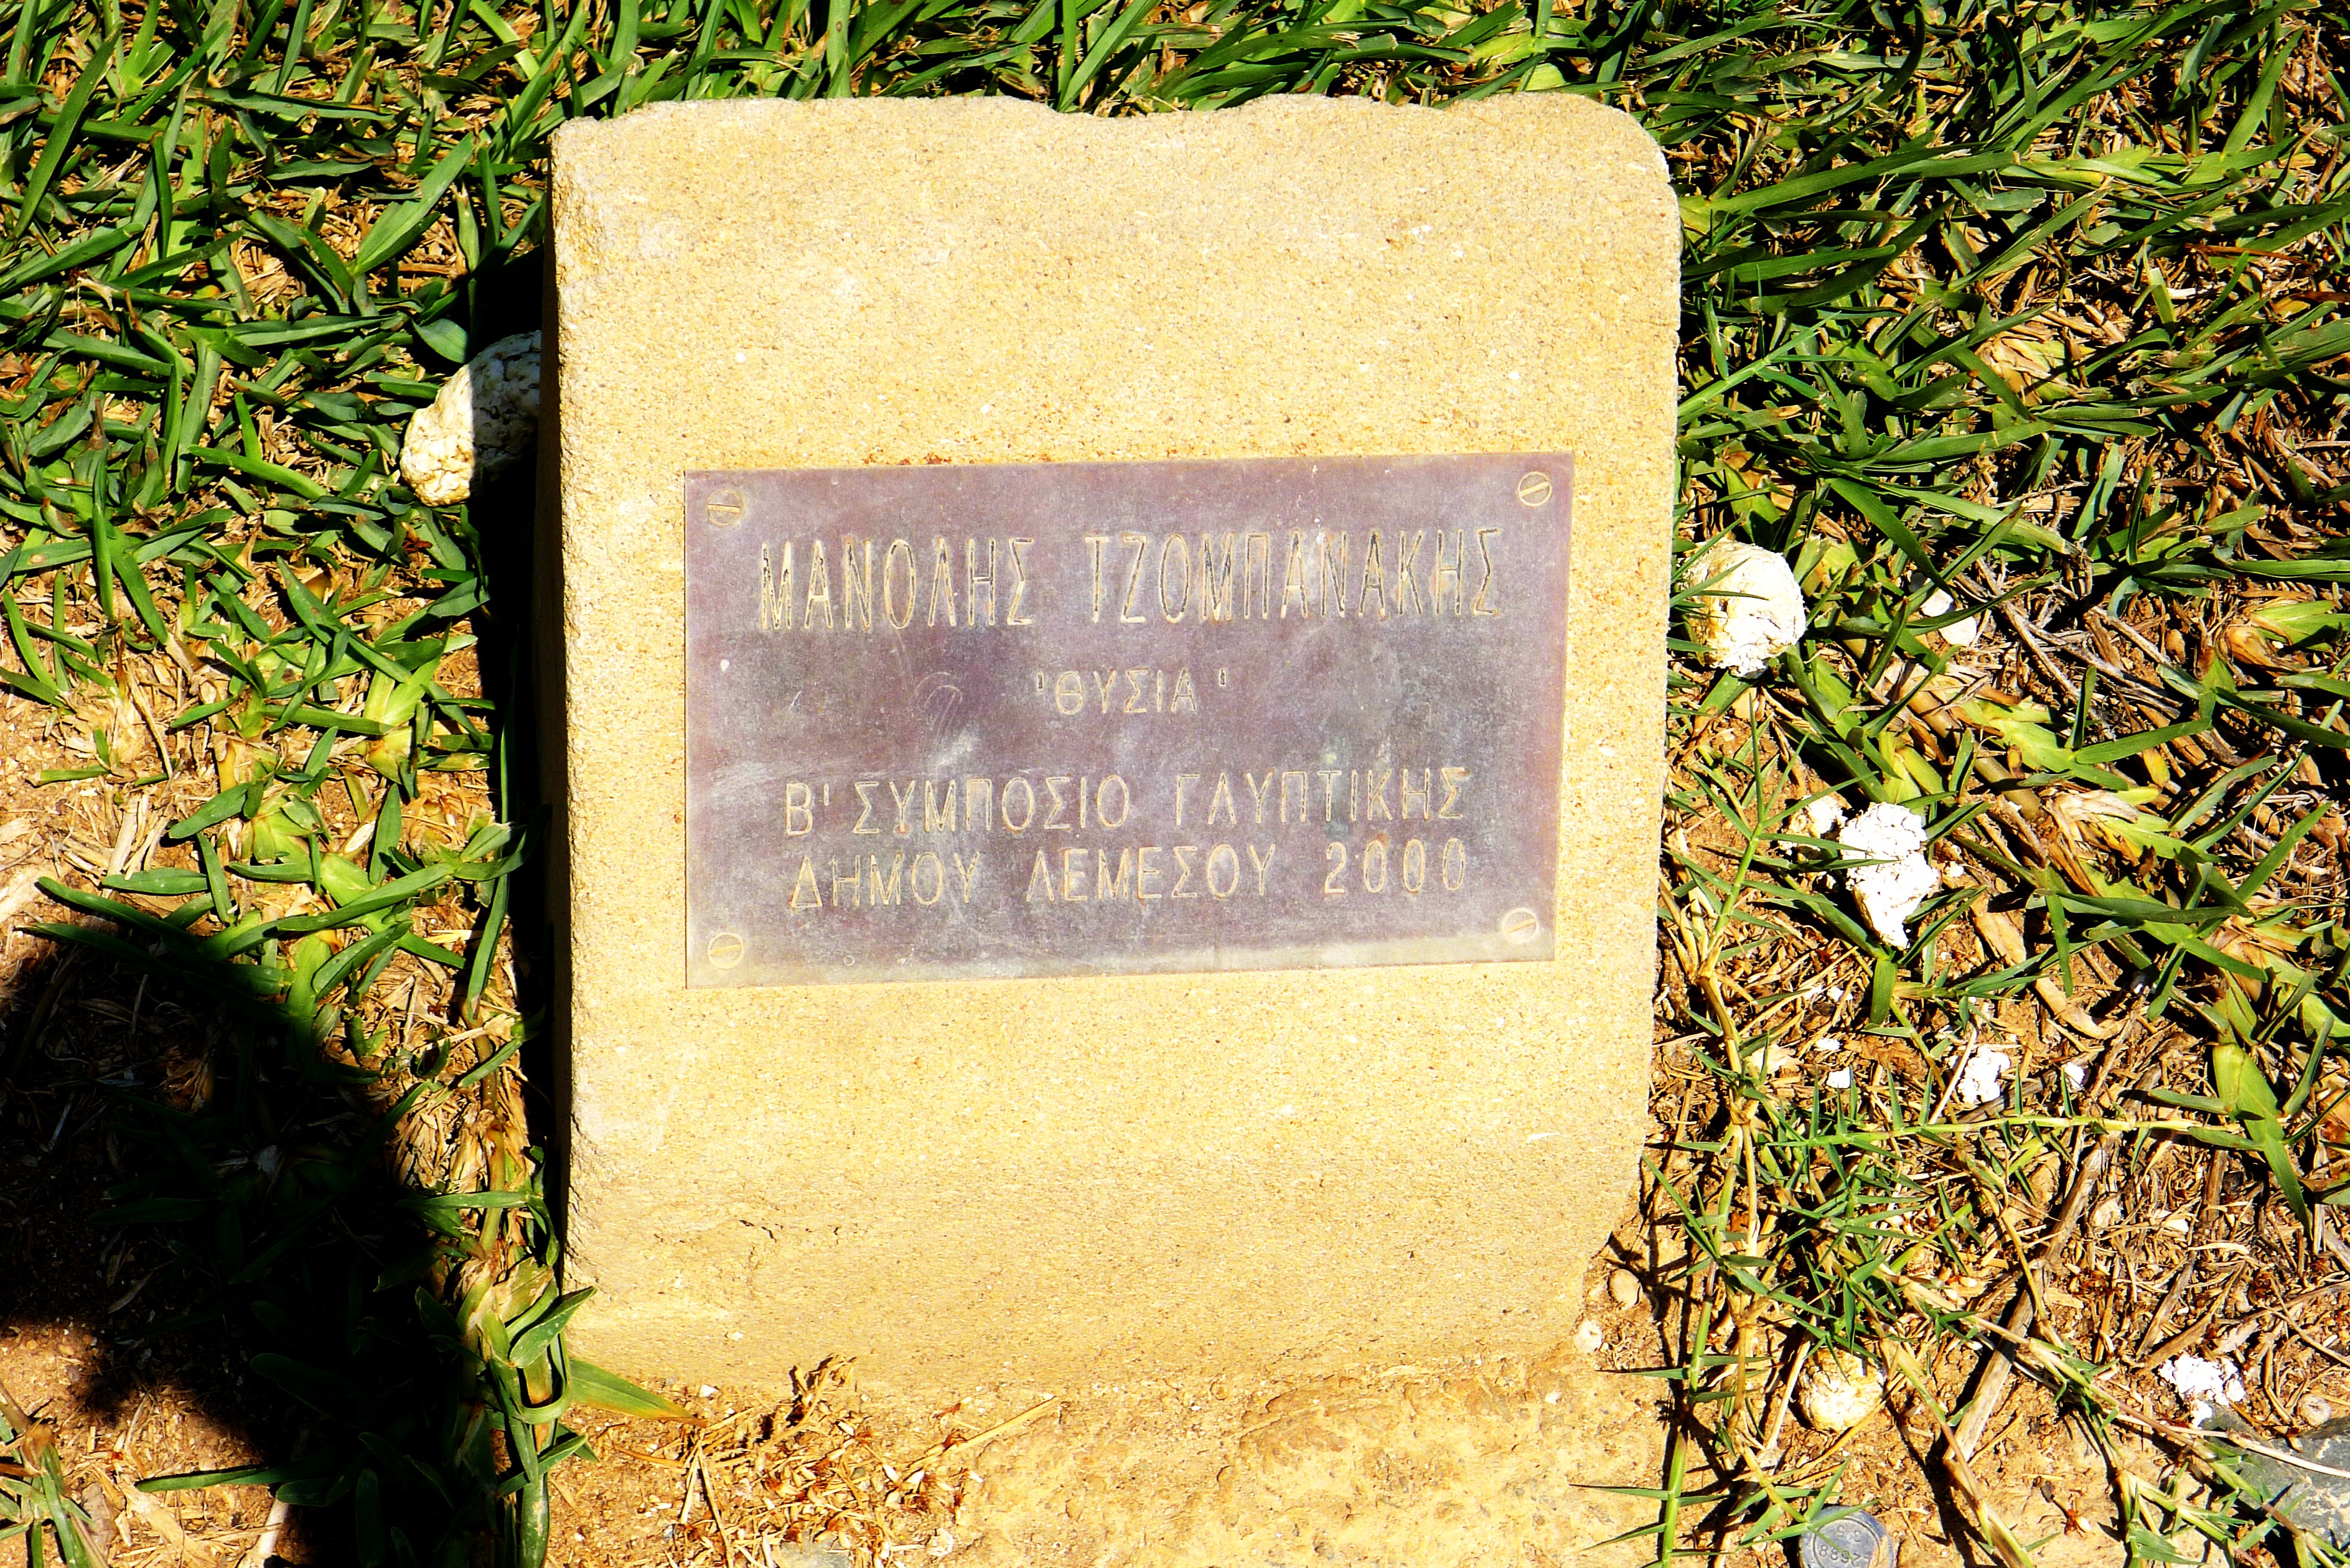 ΜΑΝΟΛΗΣ ΤΖΟΜΠΑΝΑΚΗΣ
'ΘΥΣΙΑ'
Β' ΣΥΜΠΟΣΙΟ ΓΛΥΠΤΙΚΗΣ
ΔΗΜΟΥ ΛΕΜΕΣΟΥ 2000